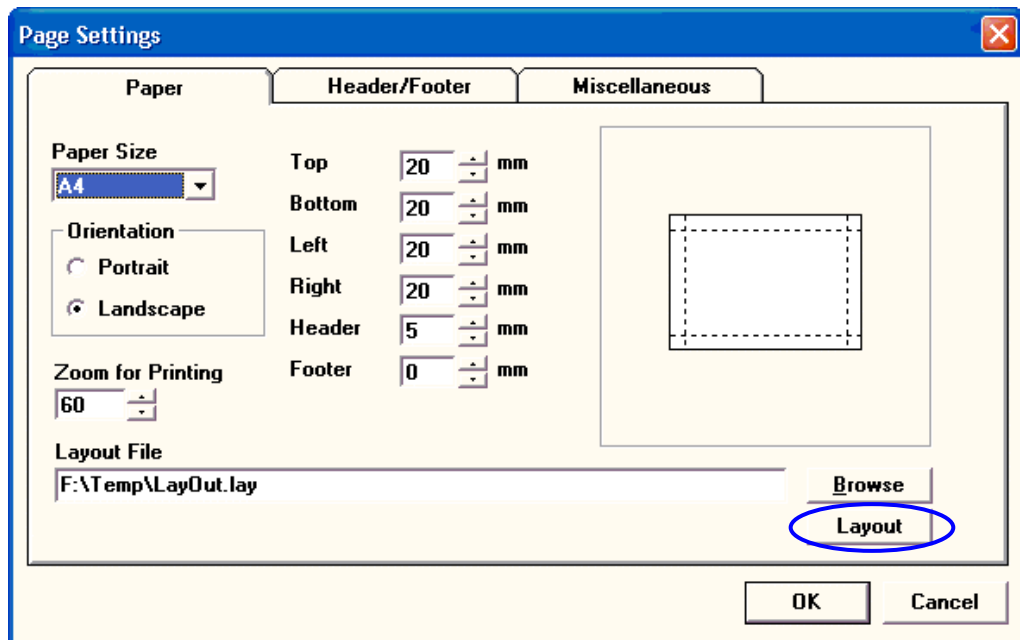 Page Settings
Paper Header/Footer Miscellaneous
Paper Size
A4
Orientation
Portrait
Landscape
Zoom for Printing
60
Top 20 mm
Bottom 20 mm
Left 20 mm
Right 20 mm
Header 5 mm
Footer 0 mm
Layout File
F:\Temp\LayOut.lay Browse
Layout
OK Cancel